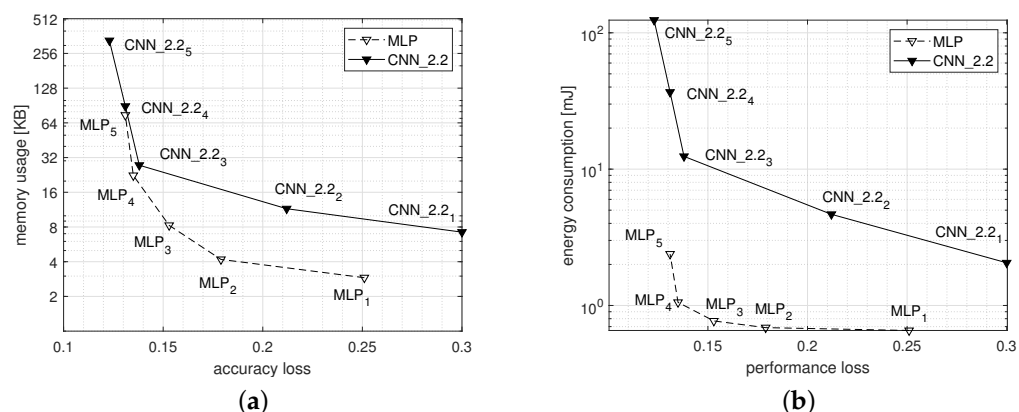 512
256
128
64
32
16
8
4
2
memory usage [KB]
MLP
CNN_2.2
CNN_2.2₅
CNN_2.2₄
MLP₅
CNN_2.2₃
MLP₄
CNN_2.2₂
CNN_2.2₁
MLP₃
MLP₂
MLP₁
0.1 0.15 0.2 0.25 0.3
accuracy loss
(a)
10²
10¹
10⁰
energy consumption [mJ]
MLP
CNN_2.2
CNN_2.2₅
CNN_2.2₄
CNN_2.2₃
CNN_2.2₂
CNN_2.2₁
MLP₅
MLP₄
MLP₃
MLP₂
MLP₁
0.15 0.2 0.25 0.3
performance loss
(b)